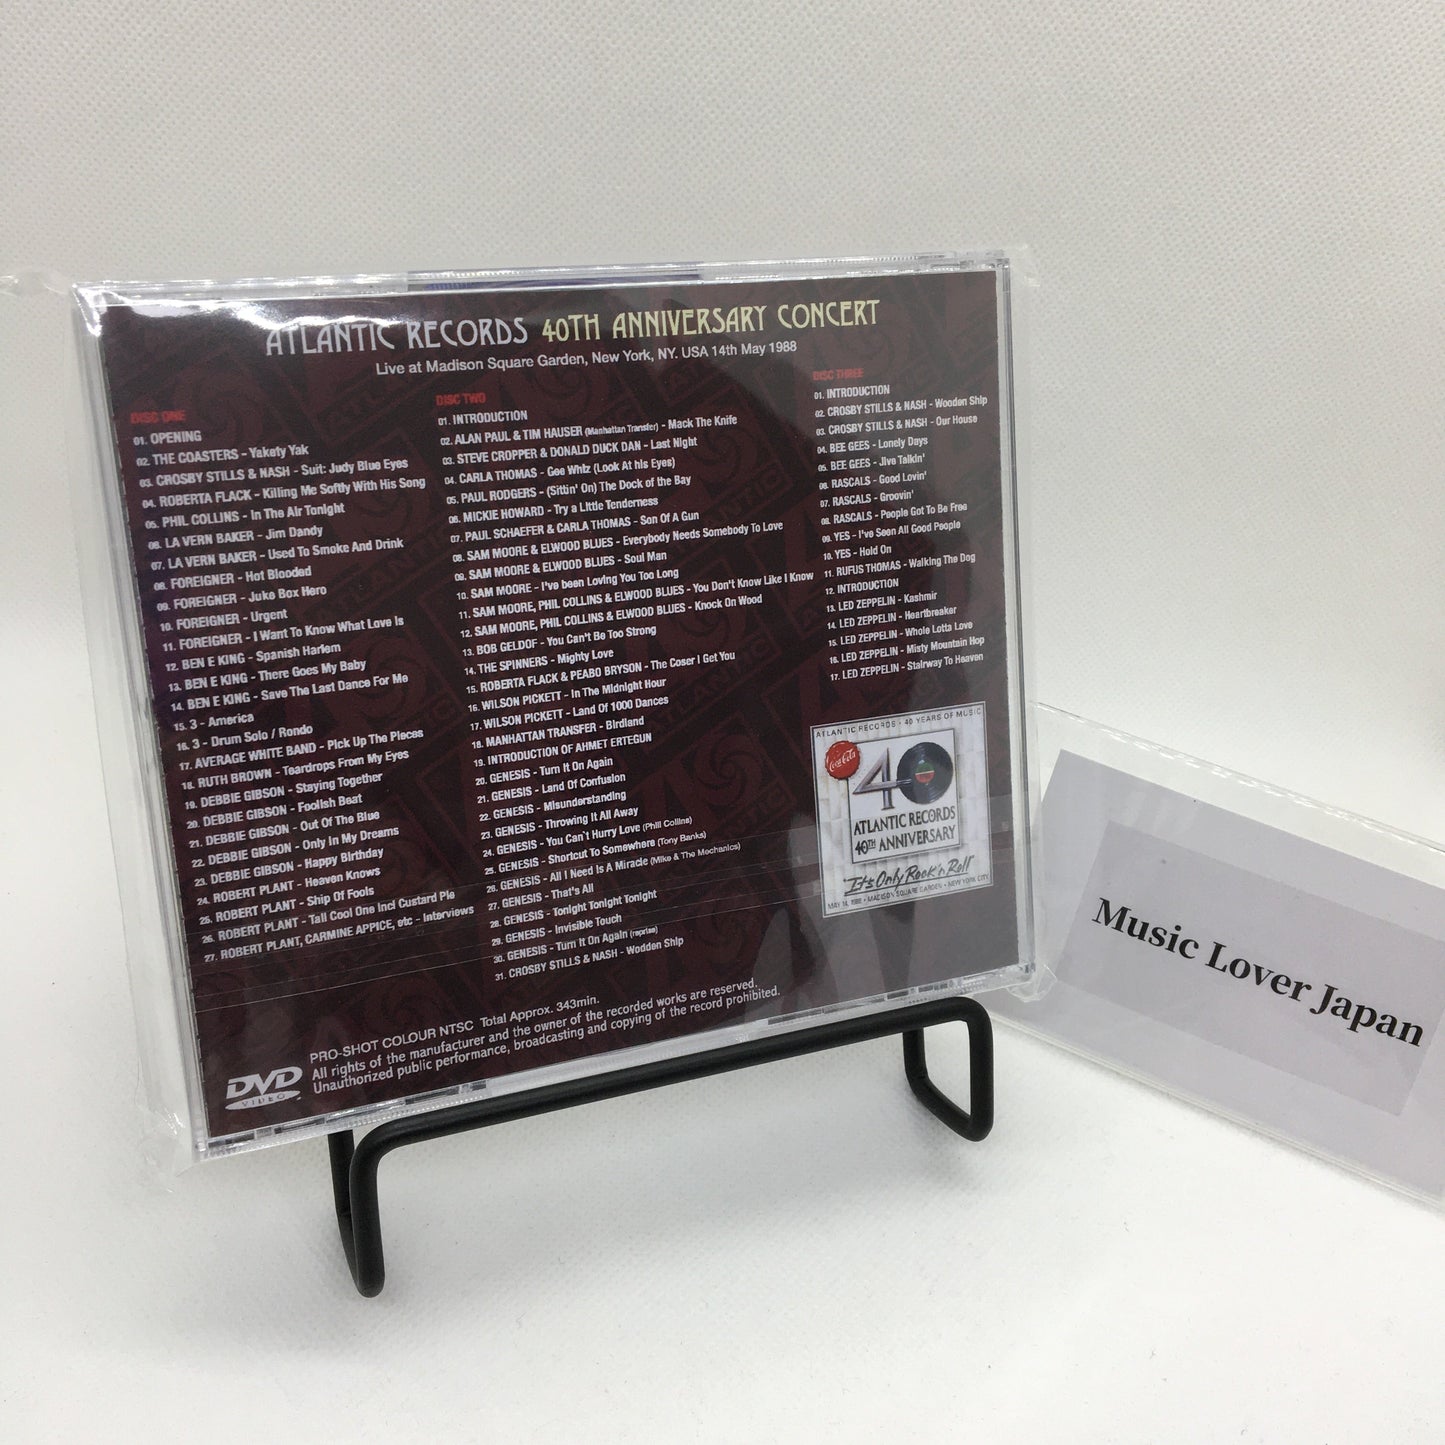 ATLANTIC RECORDS 40TH ANNIVERSARY CONCERT
Live at Madison Square Garden, New York, NY. USA 14th May 1988
DISC ONE
01. OPENING
02. THE COASTERS - Yakety Yak
03. CROSBY STILLS & NASH - Suit: Judy Blue Eyes
04. ROBERTA FLACK - Killing Me Softly With His Song
05. PHIL COLLINS - In The Air Tonight
06. LA VERN BAKER - Jim Dandy
07. LA VERN BAKER - Used To Smoke And Drink
08. FOREIGNER - Hot Blooded
09. FOREIGNER - Juke Box Hero
10. FOREIGNER - Urgent
11. FOREIGNER - I Want To Know What Love Is
12. BEN E KING - Spanish Harlem
13. BEN E KING - There Goes My Baby
14. BEN E KING - Save The Last Dance For Me
15. 3 - America
16. 3 - Drum Solo / Rondo
17. AVERAGE WHITE BAND - Pick Up The Pieces
18. RUTH BROWN - Teardrops From My Eyes
19. DEBBIE GIBSON - Staying Together
20. DEBBIE GIBSON - Foolish Beat
21. DEBBIE GIBSON - Out Of The Blue
22. DEBBIE GIBSON - Only In My Dreams
23. DEBBIE GIBSON - Happy Birthday
24. ROBERT PLANT - Heaven Knows
25. ROBERT PLANT - Ship Of Fools
26. ROBERT PLANT - Tall Cool One Incl Custard Pie
27. ROBERT PLANT, CARMINE APPICE, etc - Interviews
DISC TWO
01. INTRODUCTION
02. ALAN PAUL & TIM HAUSER (Manhattan Transfer) - Mack The Knife
03. STEVE CROPPER & DONALD DUCK DAN - Last Night
04. CARLA THOMAS - Gee Whiz (Look At his Eyes)
05. PAUL RODGERS - (Sittin' On) The Dock of the Bay
06. MICKIE HOWARD - Try a Little Tenderness
07. PAUL SCHAEFER & CARLA THOMAS - Son Of A Gun
08. SAM MOORE & ELWOOD BLUES - Everybody Needs Somebody To Love
09. SAM MOORE & ELWOOD BLUES - Soul Man
10. SAM MOORE - I've been Loving You Too Long
11. SAM MOORE, PHIL COLLINS & ELWOOD BLUES - You Don't Know Like I Know
12. SAM MOORE, PHIL COLLINS & ELWOOD BLUES - Knock On Wood
13. BOB GELDOF - You Can't Be Too Strong
14. THE SPINNERS - Mighty Love
15. ROBERTA FLACK & PEABO BRYSON - The Coser I Get You
16. WILSON PICKETT - In The Midnight Hour
17. WILSON PICKETT - Land Of 1000 Dances
18. MANHATTAN TRANSFER - Birdland
19. INTRODUCTION OF AHMET ERTEGUN
20. GENESIS - Turn It On Again
21. GENESIS - Land Of Confusion
22. GENESIS - Misunderstanding
23. GENESIS - Throwing It All Away
24. GENESIS - You Can't Hurry Love (Phill Collins)
25. GENESIS - Shortcut To Somewhere (Tony Banks)
26. GENESIS - All I Need Is A Miracle (Mike & The Mechanics)
27. GENESIS - That's All
28. GENESIS - Tonight Tonight Tonight
29. GENESIS - Invisible Touch
30. GENESIS - Turn It On Again (reprise)
31. CROSBY STILLS & NASH - Wodden Ship
DISC THREE
01. INTRODUCTION
02. CROSBY STILLS & NASH - Wooden Ship
03. CROSBY STILLS & NASH - Our House
04. BEE GEES - Lonely Days
05. BEE GEES - Jive Talkin'
06. RASCALS - Good Lovin'
07. RASCALS - Groovin'
08. RASCALS - People Got To Be Free
09. YES - I've Seen All Good People
10. YES - Hold On
11. RUFUS THOMAS - Walking The Dog
12. INTRODUCTION
13. LED ZEPPELIN - Kashmir
14. LED ZEPPELIN - Heartbreaker
15. LED ZEPPELIN - Whole Lotta Love
16. LED ZEPPELIN - Misty Mountain Hop
17. LED ZEPPELIN - Stairway To Heaven
ATLANTIC RECORDS • 40 YEARS OF MUSIC
Coca-Cola
40
ATLANTIC RECORDS
40TH ANNIVERSARY
It's Only Rock 'n Roll
MAY 14, 1988 • MADISON SQUARE GARDEN • NEW YORK CITY
DVD
VIDEO
PRO-SHOT COLOUR NTSC Total Approx. 343min.
All rights of the manufacturer and the owner of the recorded works are reserved.
Unauthorized public performance, broadcasting and copying of the record prohibited.
Music Lover Japan